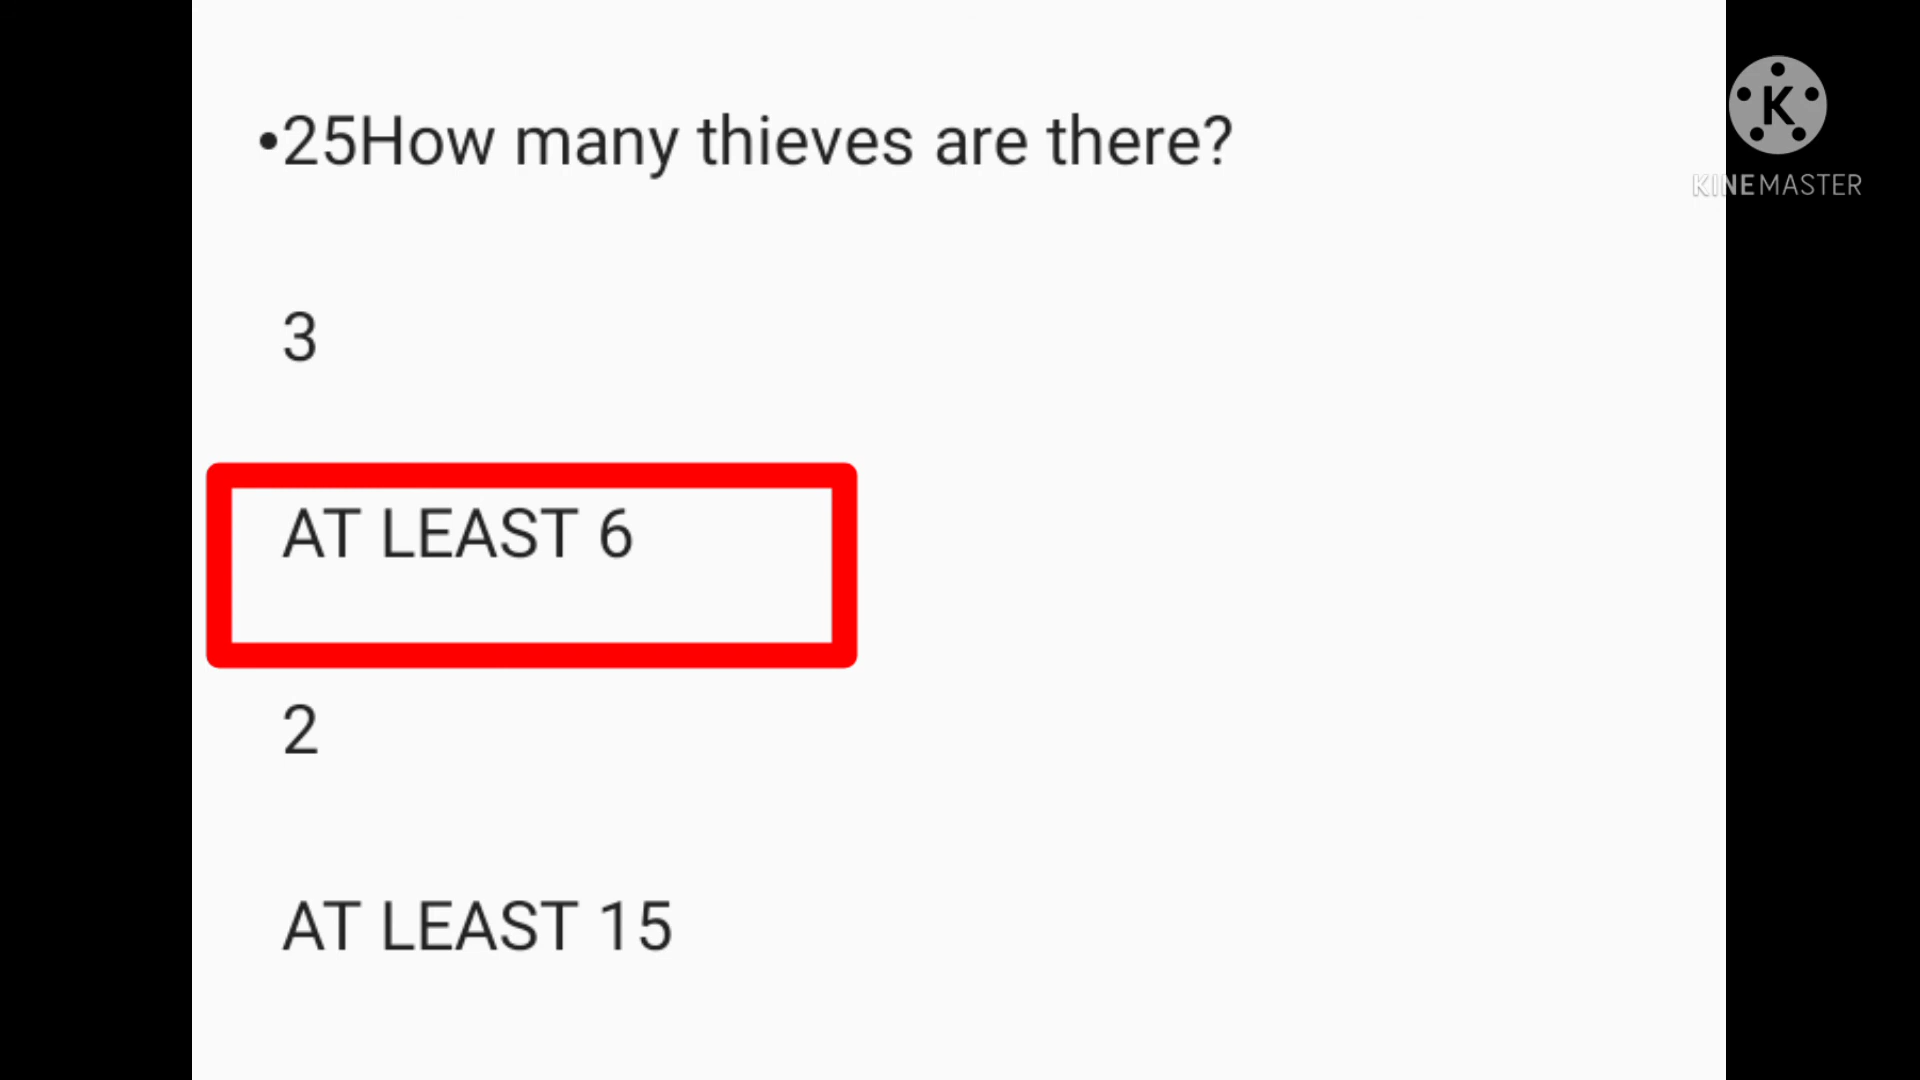 •25How many thieves are there?
K
KINEMASTER
3
AT LEAST 6
2
AT LEAST 15